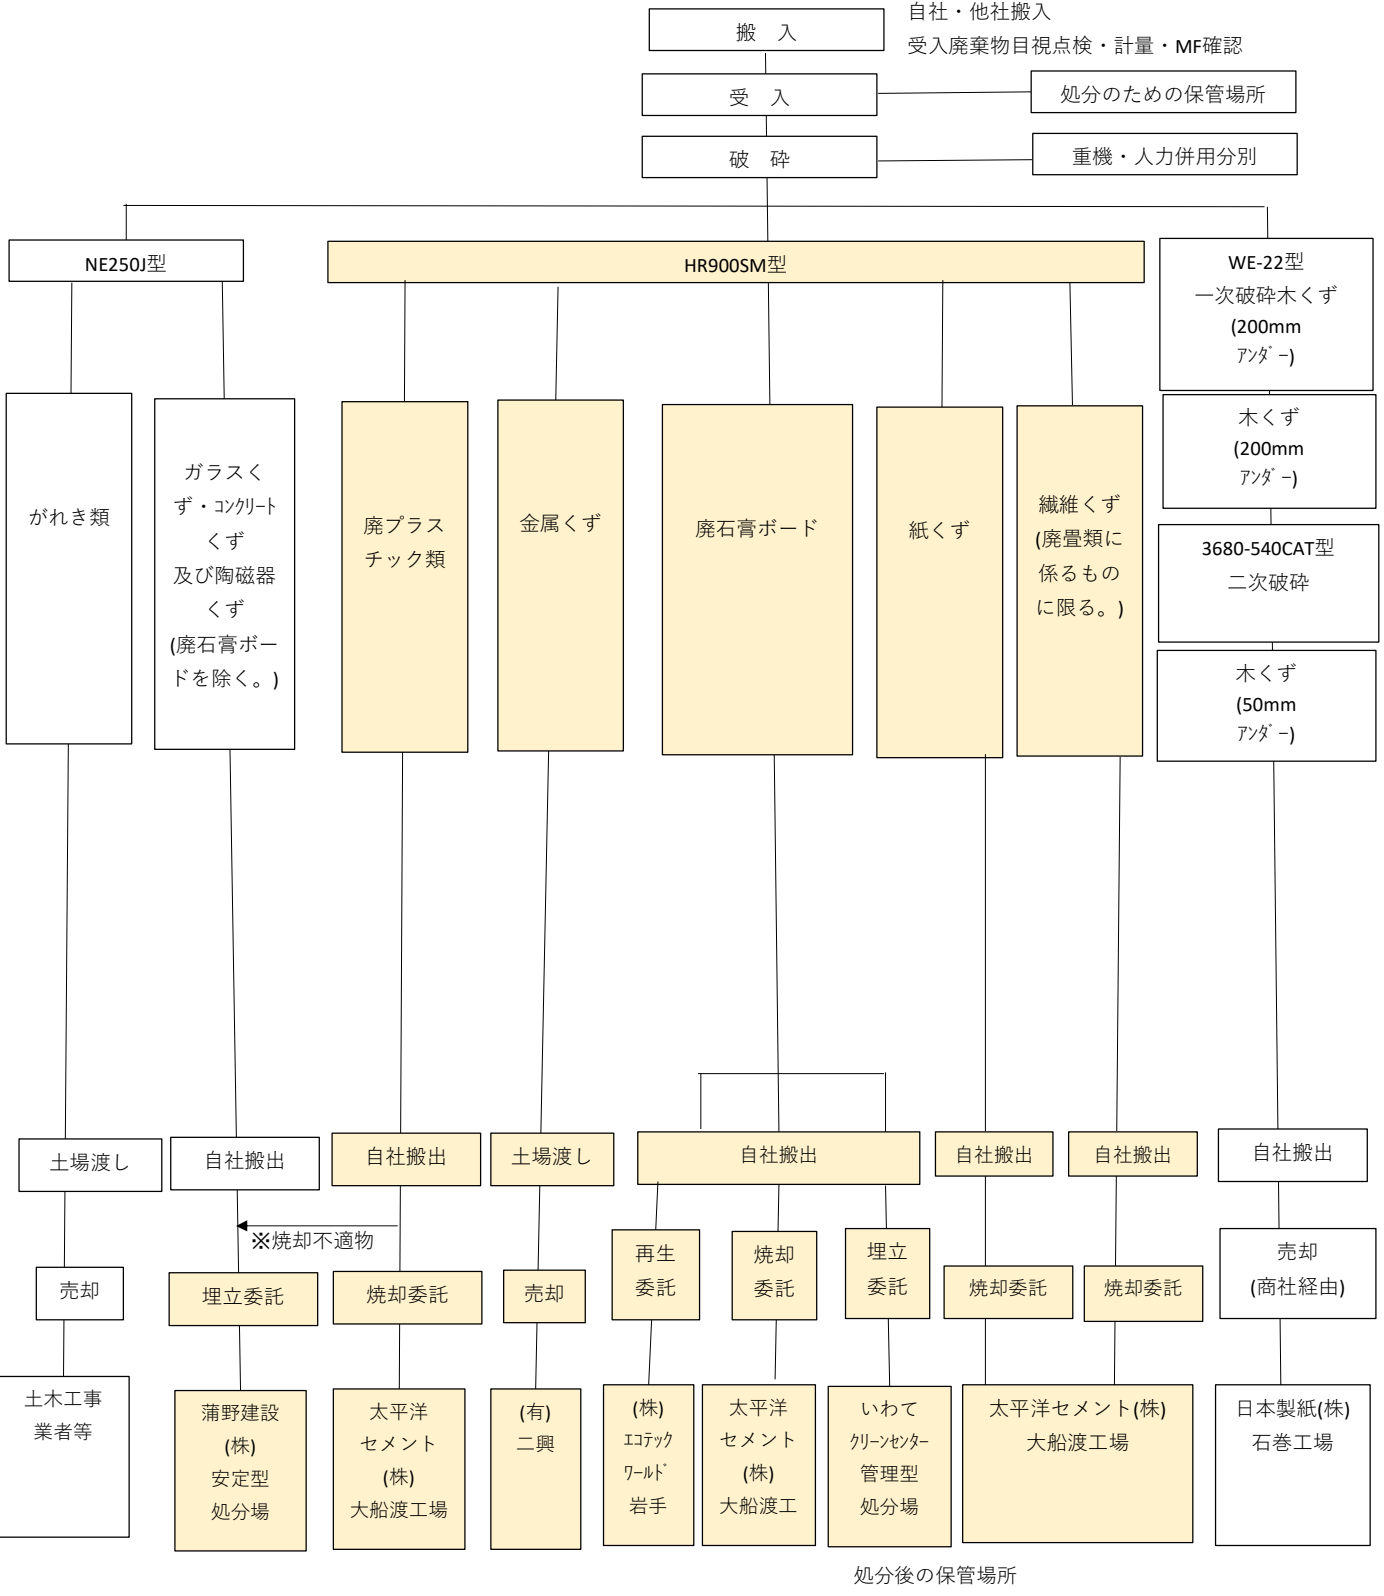 自社・他社搬入
搬　入
受入廃棄物目視点検・計量・MF確認
受　入
処分のための保管場所
破　砕
重機・人力併用分別
NE250J型
HR900SM型
WE-22型
一次破砕木くず
(200mm
ｱﾝﾀﾞｰ)
木くず
(200mm
ｱﾝﾀﾞｰ)
3680-540CAT型
二次破砕
木くず
(50mm
ｱﾝﾀﾞｰ)
がれき類
ガラスく
ず・ｺﾝｸﾘｰﾄ
くず
及び陶磁器
くず
(廃石膏ボー
ドを除く。)
廃プラス
チック類
金属くず
廃石膏ボード
紙くず
繊維くず
(廃畳類に
係るもの
に限る。)
土場渡し
自社搬出
自社搬出
土場渡し
自社搬出
自社搬出
自社搬出
自社搬出
※焼却不適物
売却
埋立委託
焼却委託
売却
再生
委託
焼却
委託
埋立
委託
焼却委託
焼却委託
売却
(商社経由)
土木工事
業者等
蒲野建設
(株)
安定型
処分場
太平洋
セメント
(株)
大船渡工場
(有)
二興
(株)
ｴｺﾃｯｸ
ﾜｰﾙﾄﾞ
岩手
太平洋
セメント
(株)
大船渡工
いわて
ｸﾘｰﾝｾﾝﾀｰ
管理型
処分場
太平洋セメント(株)
大船渡工場
日本製紙(株)
石巻工場
処分後の保管場所